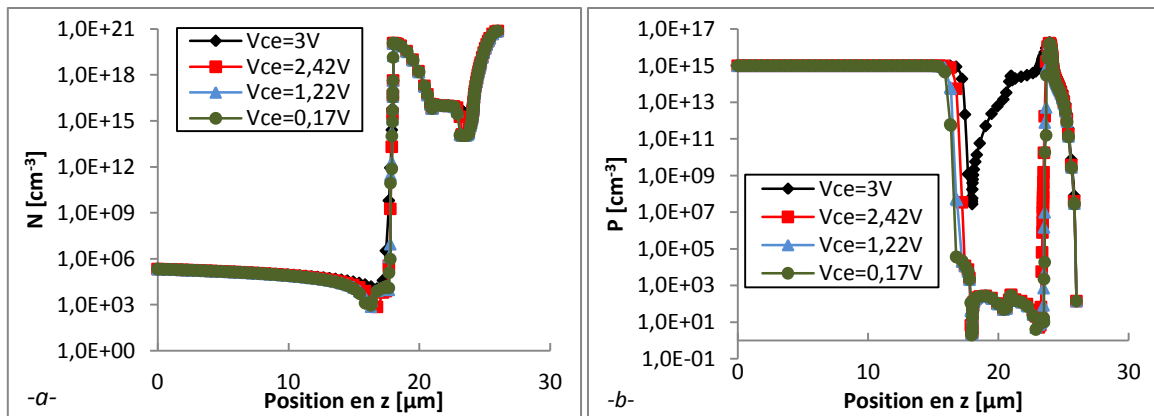 1,0E+21
1,0E+18
1,0E+15
1,0E+12
1,0E+09
1,0E+06
1,0E+03
1,0E+00
N [cm-3]
Vce=3V
Vce=2,42V
Vce=1,22V
Vce=0,17V
0
10
20
30
-a-
Position en z [µm]
1,0E+17
1,0E+15
1,0E+13
1,0E+11
1,0E+09
1,0E+07
1,0E+05
1,0E+03
1,0E+01
1,0E-01
P [cm-3]
Vce=3V
Vce=2,42V
Vce=1,22V
Vce=0,17V
0
10
20
30
-b-
Position en z [µm]